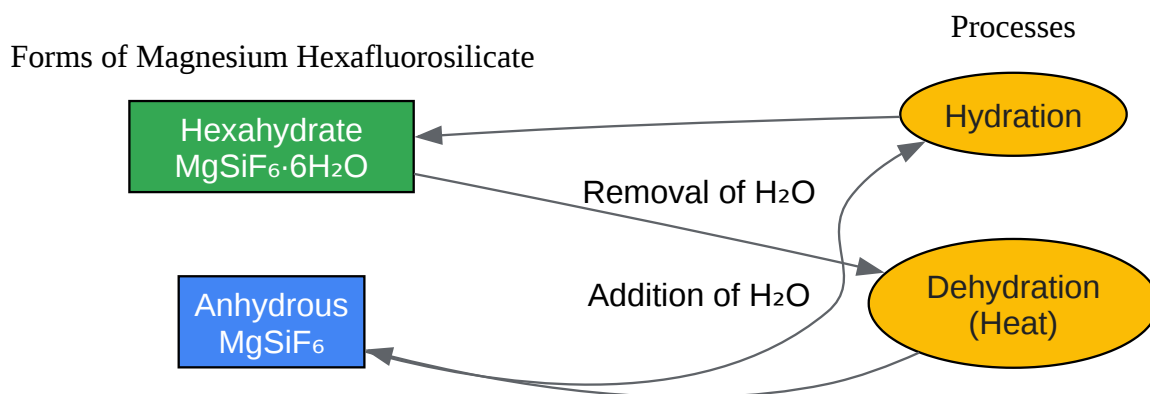 Processes
Forms of Magnesium Hexafluorosilicate
Hexahydrate
MgSiF₆·6H₂O
Hydration
Removal of H₂O
Addition of H₂O
Anhydrous
MgSiF₆
Dehydration
(Heat)